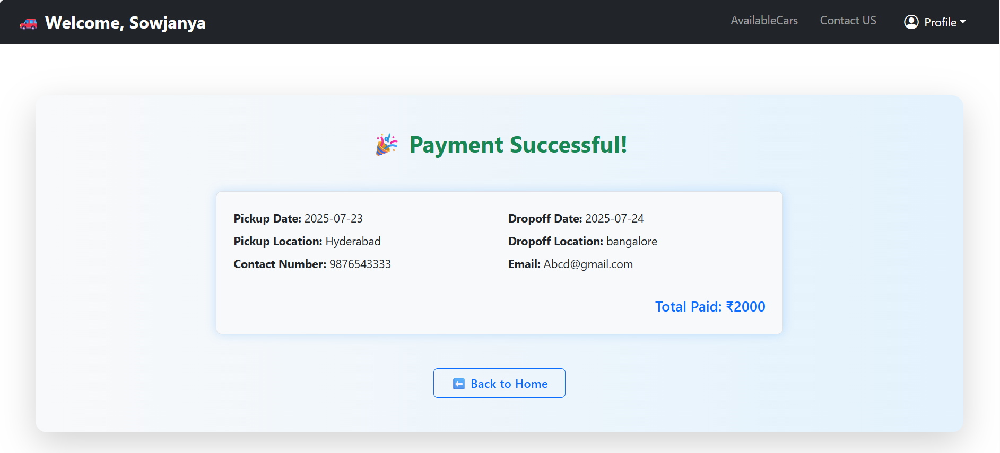 Welcome, Sowjanya
AvailableCars
Contact US
Profile
Payment Successful!
Pickup Date: 2025-07-23
Dropoff Date: 2025-07-24
Pickup Location: Hyderabad
Dropoff Location: bangalore
Contact Number: 9876543333
Email: Abcd@gmail.com
Total Paid: ₹2000
Back to Home